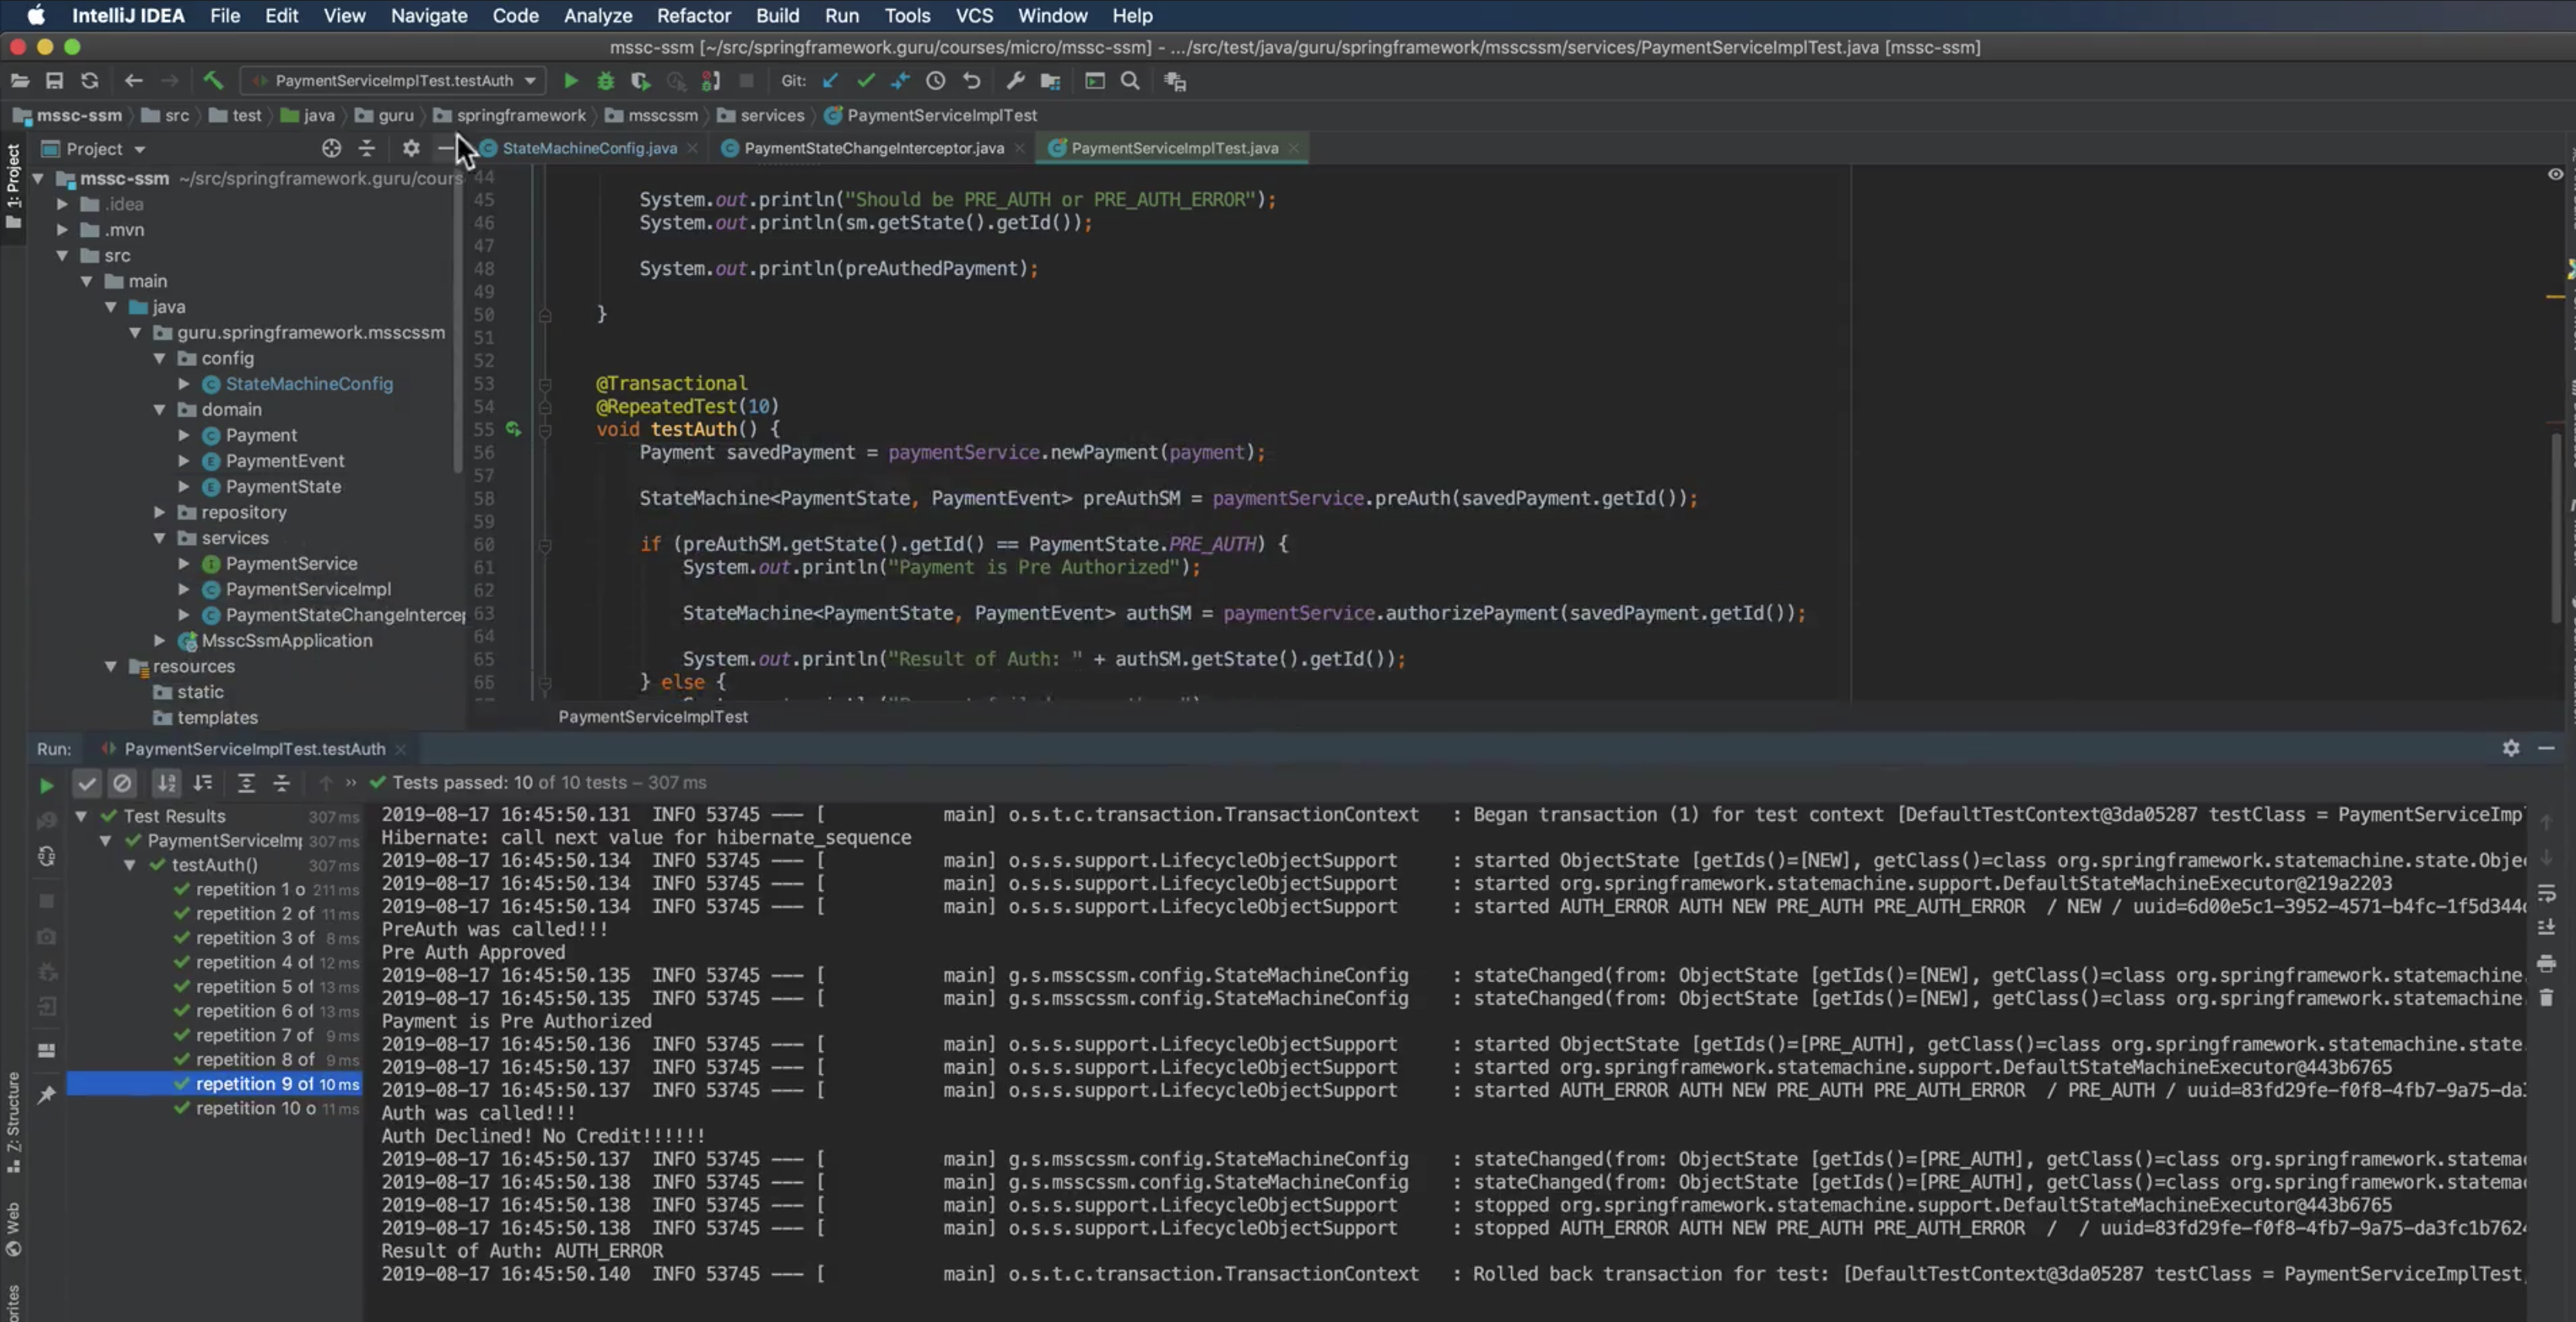 IntelliJ IDEA File Edit View Navigate Code Analyze Refactor Build Run Tools VCS Window Help
mssc-ssm [~/src/springframework.guru/courses/micro/mssc-ssm] - .../src/test/java/guru/springframework/msscssm/services/PaymentServiceImplTest.java [mssc-ssm]
PaymentServiceImplTest.testAuth Git:
mssc-ssm src test java guru springframework msscssm services PaymentServiceImplTest
Project StateMachineConfig.java PaymentStateChangeInterceptor.java PaymentServiceImplTest.java
1: Project
mssc-ssm ~/src/springframework.guru/cours
.idea
.mvn
src
main
java
guru.springframework.msscssm
config
StateMachineConfig
domain
Payment
PaymentEvent
PaymentState
repository
services
PaymentService
PaymentServiceImpl
PaymentStateChangeIntercep
MsscSsmApplication
resources
static
templates
44
45 System.out.println("Should be PRE_AUTH or PRE_AUTH_ERROR");
46 System.out.println(sm.getState().getId());
47
48 System.out.println(preAuthedPayment);
49
50 }
51
52
53 @Transactional
54 @RepeatedTest(10)
55 void testAuth() {
56 Payment savedPayment = paymentService.newPayment(payment);
57
58 StateMachine<PaymentState, PaymentEvent> preAuthSM = paymentService.preAuth(savedPayment.getId());
59
60 if (preAuthSM.getState().getId() == PaymentState.PRE_AUTH) {
61 System.out.println("Payment is Pre Authorized");
62
63 StateMachine<PaymentState, PaymentEvent> authSM = paymentService.authorizePayment(savedPayment.getId());
64
65 System.out.println("Result of Auth: " + authSM.getState().getId());
66 } else {
PaymentServiceImplTest
Run: PaymentServiceImplTest.testAuth
Tests passed: 10 of 10 tests – 307 ms
Test Results 307 ms
PaymentServiceImp 307 ms
testAuth() 307 ms
repetition 1 o 211 ms
repetition 2 of 11 ms
repetition 3 of 8 ms
repetition 4 of 12 ms
repetition 5 of 13 ms
repetition 6 of 13 ms
repetition 7 of 9 ms
repetition 8 of 9 ms
repetition 9 of 10 ms
repetition 10 o 11 ms
2019-08-17 16:45:50.131 INFO 53745 --- [ main] o.s.t.c.transaction.TransactionContext : Began transaction (1) for test context [DefaultTestContext@3da05287 testClass = PaymentServiceImp
Hibernate: call next value for hibernate_sequence
2019-08-17 16:45:50.134 INFO 53745 --- [ main] o.s.s.support.LifecycleObjectSupport : started ObjectState [getIds()=[NEW], getClass()=class org.springframework.statemachine.state.Obje
2019-08-17 16:45:50.134 INFO 53745 --- [ main] o.s.s.support.LifecycleObjectSupport : started org.springframework.statemachine.support.DefaultStateMachineExecutor@219a2203
2019-08-17 16:45:50.134 INFO 53745 --- [ main] o.s.s.support.LifecycleObjectSupport : started AUTH_ERROR AUTH NEW PRE_AUTH PRE_AUTH_ERROR / NEW / uuid=6d00e5c1-3952-4571-b4fc-1f5d344
PreAuth was called!!!
Pre Auth Approved
2019-08-17 16:45:50.135 INFO 53745 --- [ main] g.s.msscssm.config.StateMachineConfig : stateChanged(from: ObjectState [getIds()=[NEW], getClass()=class org.springframework.statemachine.
2019-08-17 16:45:50.135 INFO 53745 --- [ main] g.s.msscssm.config.StateMachineConfig : stateChanged(from: ObjectState [getIds()=[NEW], getClass()=class org.springframework.statemachine.
Payment is Pre Authorized
2019-08-17 16:45:50.136 INFO 53745 --- [ main] o.s.s.support.LifecycleObjectSupport : started ObjectState [getIds()=[PRE_AUTH], getClass()=class org.springframework.statemachine.state.
2019-08-17 16:45:50.137 INFO 53745 --- [ main] o.s.s.support.LifecycleObjectSupport : started org.springframework.statemachine.support.DefaultStateMachineExecutor@443b6765
2019-08-17 16:45:50.137 INFO 53745 --- [ main] o.s.s.support.LifecycleObjectSupport : started AUTH_ERROR AUTH NEW PRE_AUTH PRE_AUTH_ERROR / PRE_AUTH / uuid=83fd29fe-f0f8-4fb7-9a75-da
Auth was called!!!
Auth Declined! No Credit!!!!!!
2019-08-17 16:45:50.137 INFO 53745 --- [ main] g.s.msscssm.config.StateMachineConfig : stateChanged(from: ObjectState [getIds()=[PRE_AUTH], getClass()=class org.springframework.statema
2019-08-17 16:45:50.138 INFO 53745 --- [ main] g.s.msscssm.config.StateMachineConfig : stateChanged(from: ObjectState [getIds()=[PRE_AUTH], getClass()=class org.springframework.statema
2019-08-17 16:45:50.138 INFO 53745 --- [ main] o.s.s.support.LifecycleObjectSupport : stopped org.springframework.statemachine.support.DefaultStateMachineExecutor@443b6765
2019-08-17 16:45:50.138 INFO 53745 --- [ main] o.s.s.support.LifecycleObjectSupport : stopped AUTH_ERROR AUTH NEW PRE_AUTH PRE_AUTH_ERROR / / uuid=83fd29fe-f0f8-4fb7-9a75-da3fc1b762
Result of Auth: AUTH_ERROR
2019-08-17 16:45:50.140 INFO 53745 --- [ main] o.s.t.c.transaction.TransactionContext : Rolled back transaction for test: [DefaultTestContext@3da05287 testClass = PaymentServiceImplTest,
Z: Structure
Web
orites